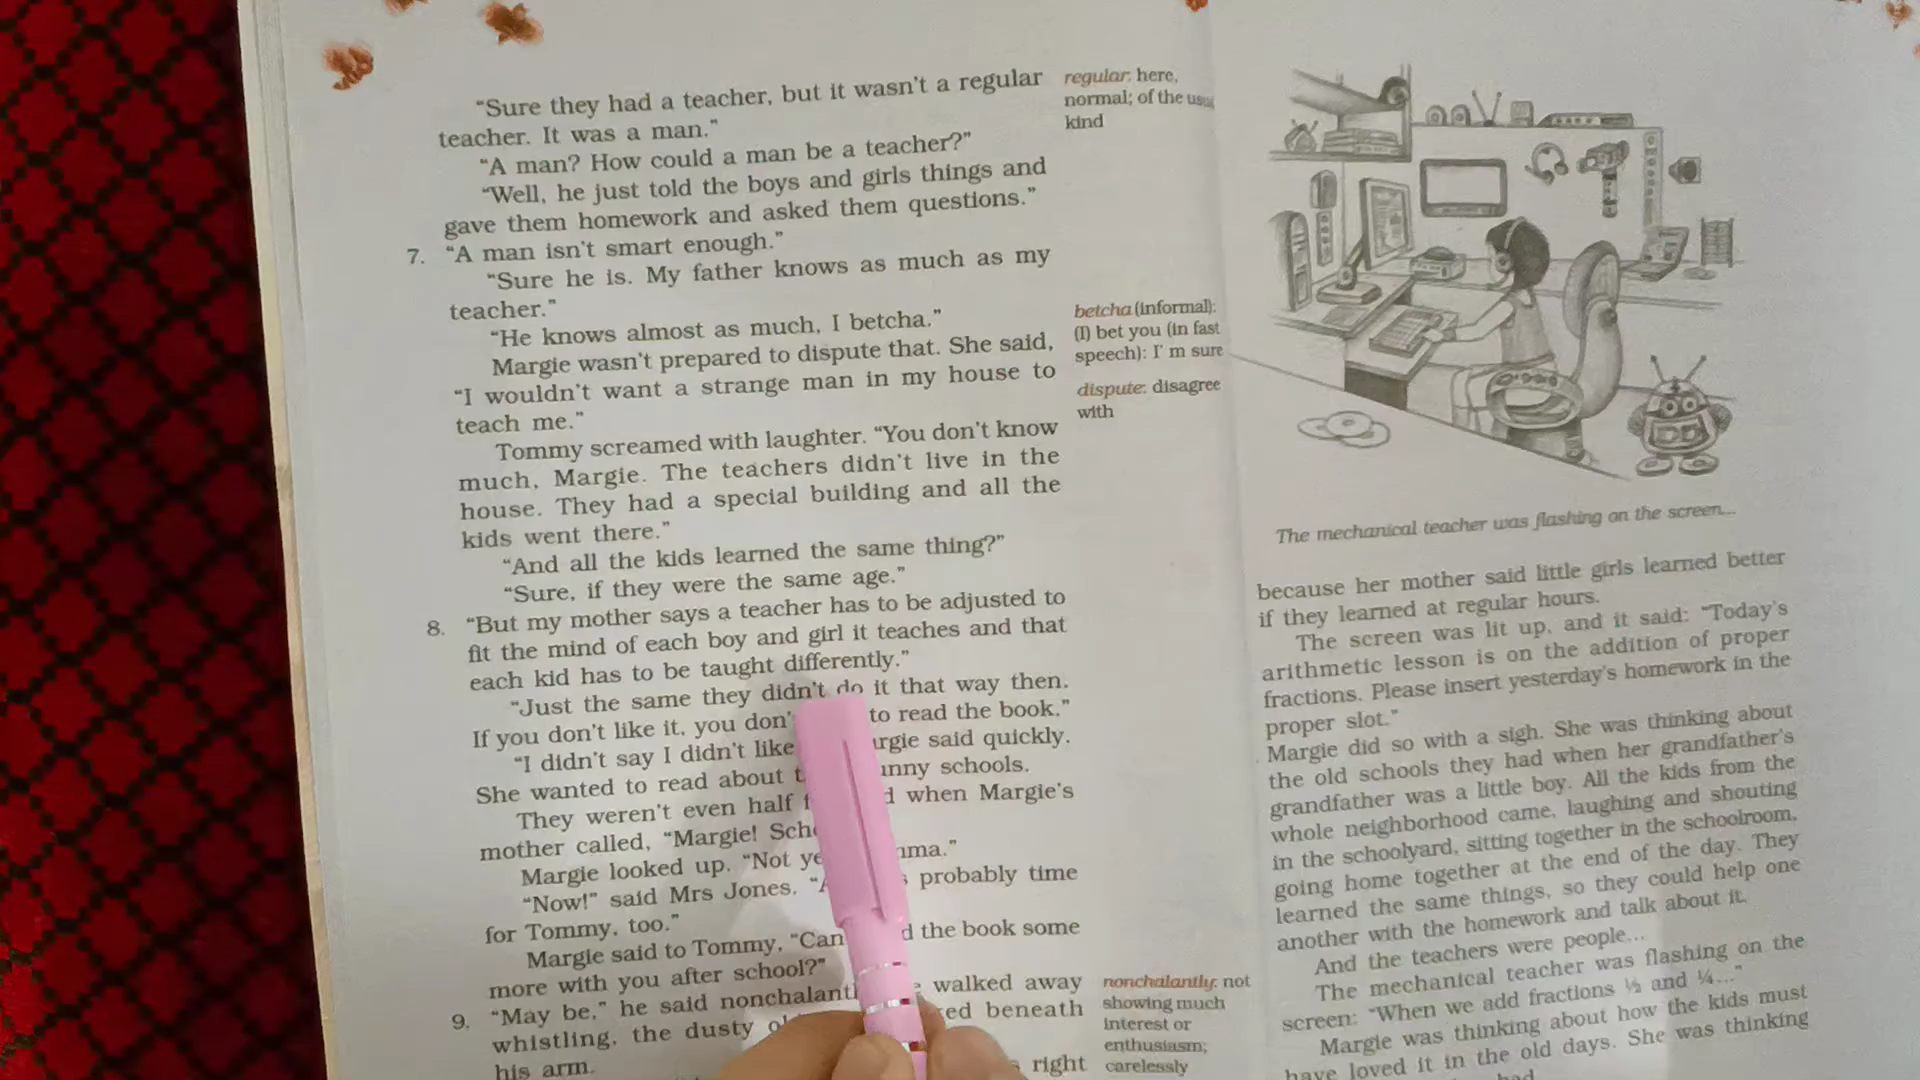 "Sure they had a teacher, but it wasn't a regular
teacher. It was a man."
"A man? How could a man be a teacher?"
"Well, he just told the boys and girls things and
gave them homework and asked them questions."
7. "A man isn't smart enough."
"Sure he is. My father knows as much as my
teacher."
"He knows almost as much, I betcha."
Margie wasn't prepared to dispute that. She said,
"I wouldn't want a strange man in my house to
teach me."
Tommy screamed with laughter. "You don't know
much, Margie. The teachers didn't live in the
house. They had a special building and all the
kids went there."
"And all the kids learned the same thing?"
"Sure, if they were the same age."
8. "But my mother says a teacher has to be adjusted to
fit the mind of each boy and girl it teaches and that
each kid has to be taught differently."
"Just the same they didn't do it that way then.
If you don't like it, you don' to read the book."
"I didn't say I didn't like rgie said quickly.
She wanted to read about nny schools.
They weren't even half when Margie's
mother called, "Margie! Sch
Margie looked up. "Not ye ma."
"Now!" said Mrs Jones. probably time
for Tommy, too."
Margie said to Tommy, "Can the book some
more with you after school?"
9. "May be," he said nonchalant walked away
whistling, the dusty ed beneath
his arm.
right
regular: here,
normal; of the usual
kind
betcha (informal):
(I) bet you (in fast
speech): I' m sure
dispute: disagree
with
nonchalantly: not
showing much
interest or
enthusiasm;
carelessly
The mechanical teacher was flashing on the screen...
because her mother said little girls learned better
if they learned at regular hours.
The screen was lit up, and it said: "Today's
arithmetic lesson is on the addition of proper
fractions. Please insert yesterday's homework in the
proper slot."
Margie did so with a sigh. She was thinking about
the old schools they had when her grandfather's
grandfather was a little boy. All the kids from the
whole neighborhood came, laughing and shouting
in the schoolyard, sitting together in the schoolroom,
going home together at the end of the day. They
learned the same things, so they could help one
another with the homework and talk about it.
And the teachers were people...
The mechanical teacher was flashing on the
screen: "When we add fractions ½ and ¼..."
Margie was thinking about how the kids must
have loved it in the old days. She was thinking
had